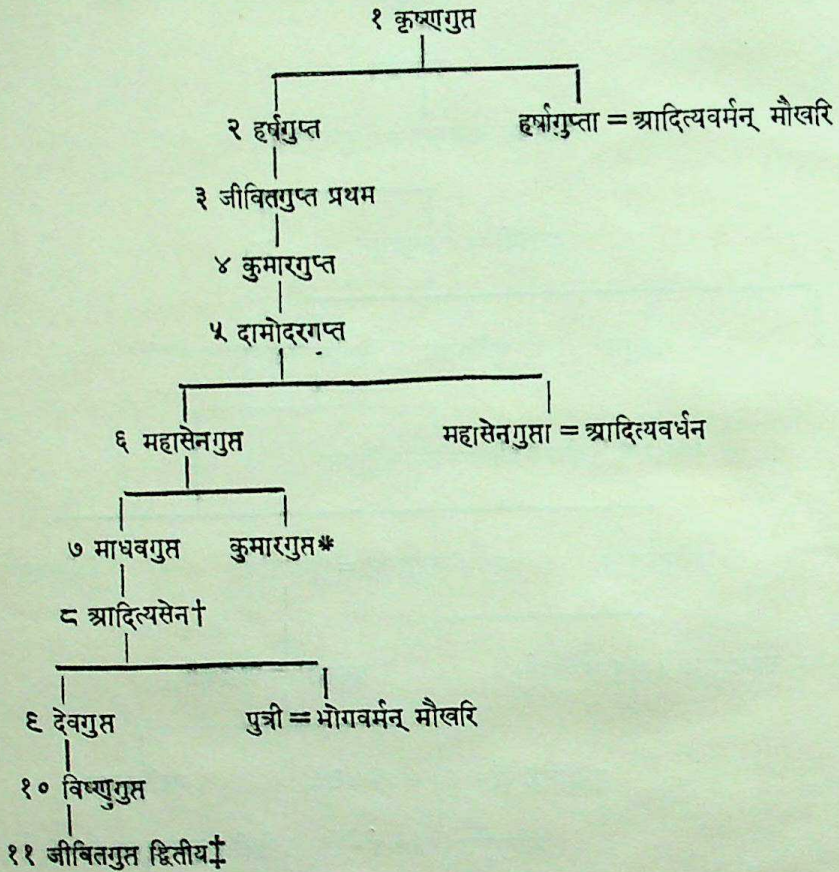 १ कृष्णगुप्त
२ हर्षगुप्त हर्षागुप्ता = आदित्यवर्मन् मौखरि
३ जीवितगुप्त प्रथम
४ कुमारगुप्त
५ दामोदरगप्त
६ महासेनगुप्त महासेनगुप्ता = आदित्यवर्धन
७ माधवगुप्त कुमारगुप्त*
८ आदित्यसेन†
९ देवगुप्त पुत्री = भोगवर्मन् मौखरि
१० विष्णुगुप्त
११ जीवितगुप्त द्वितीय‡